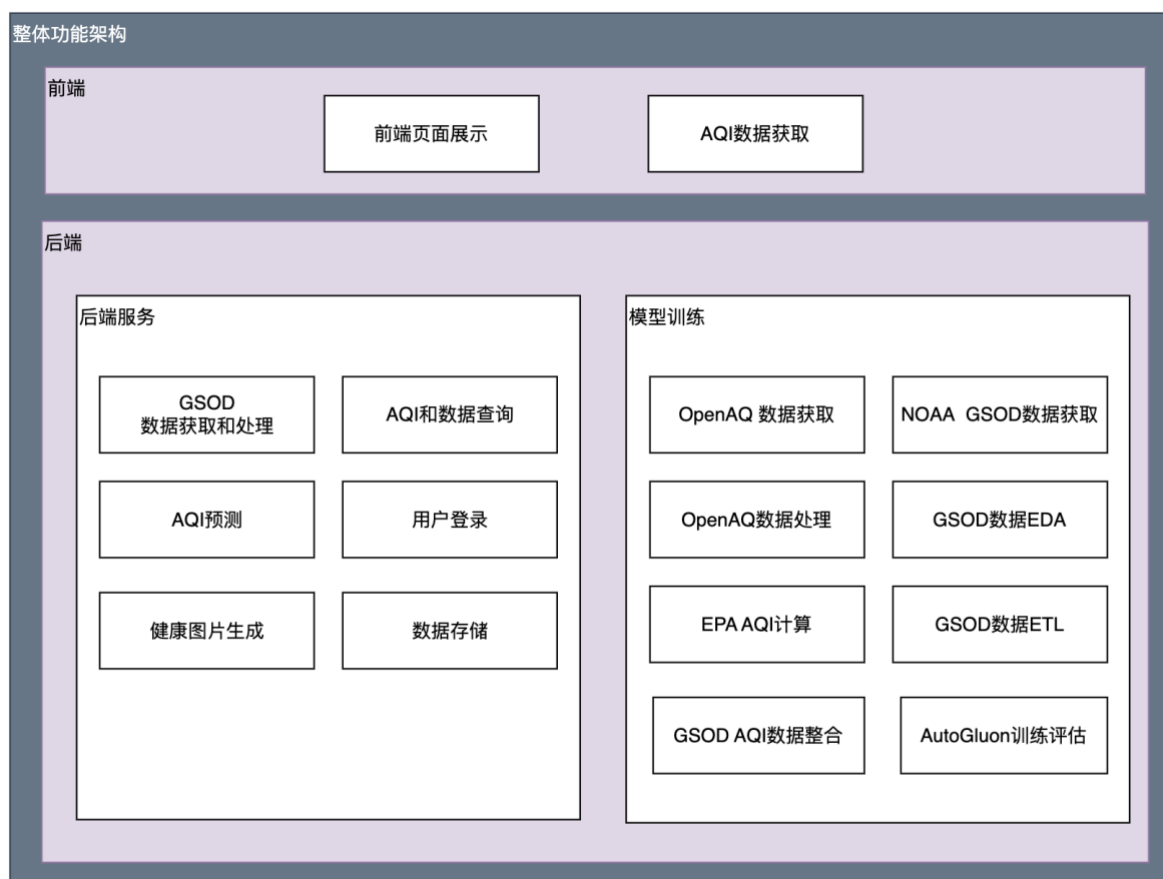 整体功能架构
前端
前端页面展示
AQI数据获取
后端
后端服务
GSOD
数据获取和处理
AQI和数据查询
AQI预测
用户登录
健康图片生成
数据存储
模型训练
OpenAQ 数据获取
NOAA  GSOD数据获取
OpenAQ数据处理
GSOD数据EDA
EPA AQI计算
GSOD数据ETL
GSOD AQI数据整合
AutoGluon训练评估